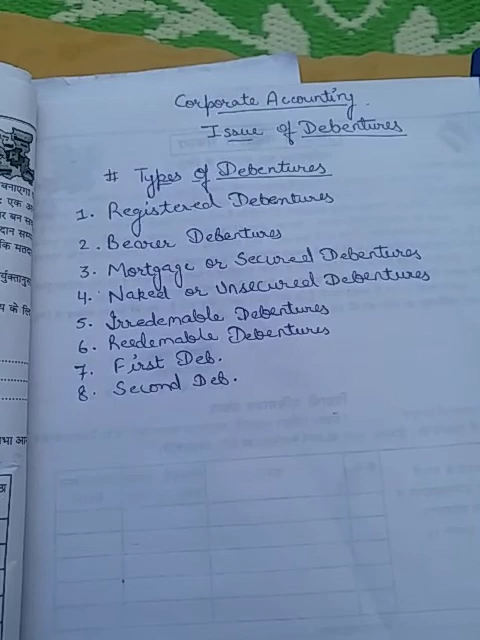 Corporate Accounting.
Issue of Debentures
# Types of Debentures
1. Registered Debentures
2. Bearer Debentures
3. Mortgage or Secured Debentures
4. Naked or Unsecured Debentures
5. Irredemable Debentures
6. Reedemable Debentures
7. First Deb.
8. Second Deb.